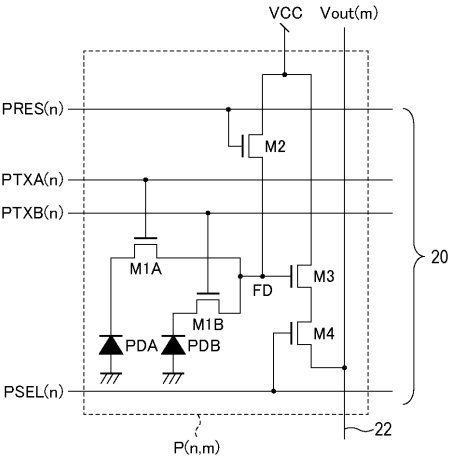 VCC Vout(m)
PRES(n)
M2
PTXA(n)
PTXB(n)
20
M1A
FD
M3
M1B
M4
PDA
PDB
PSEL(n)
22
P(n,m)